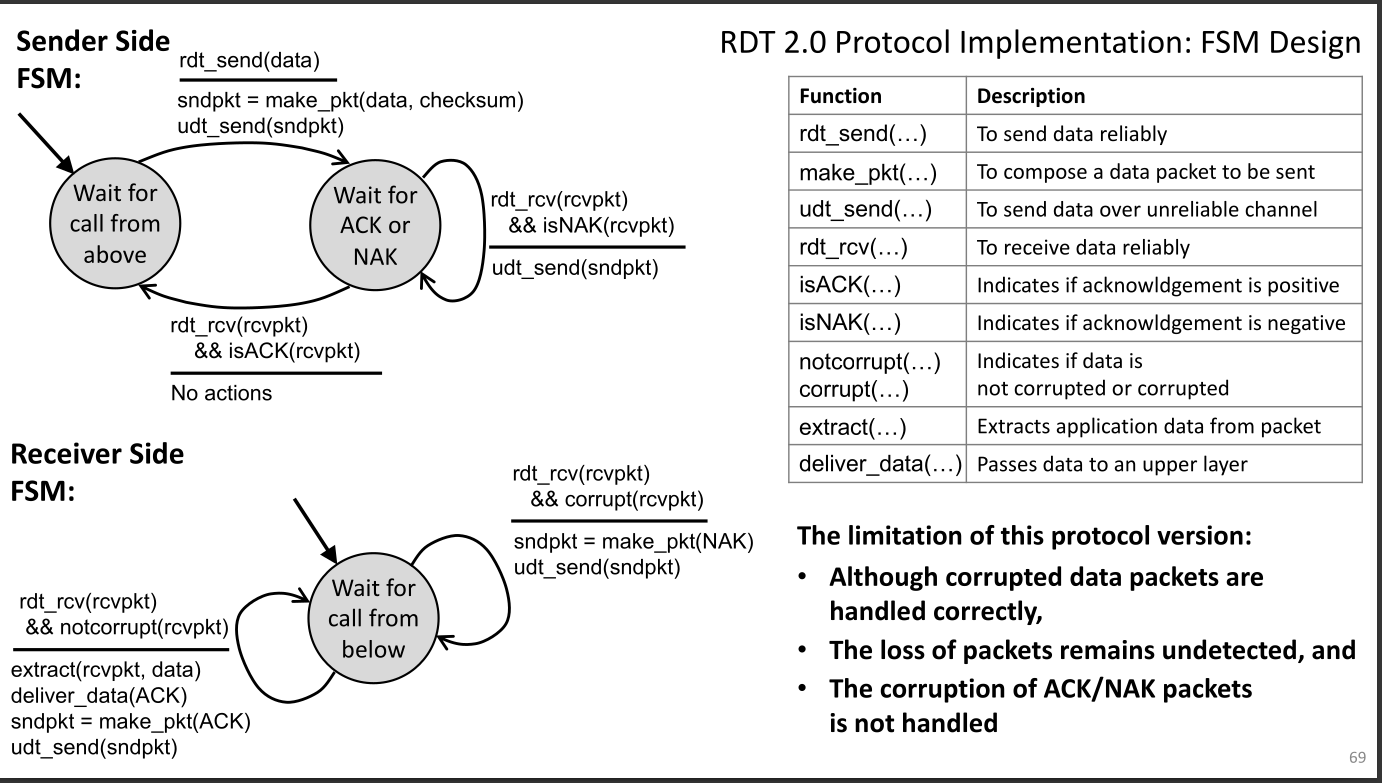 Sender Side
FSM:
rdt_send(data)
sndpkt = make_pkt(data, checksum)
udt_send(sndpkt)
Wait for
call from
above
Wait for
ACK or
NAK
rdt_rcv(rcvpkt)
&& isNAK(rcvpkt)
udt_send(sndpkt)
rdt_rcv(rcvpkt)
&& isACK(rcvpkt)
No actions
Receiver Side
FSM:
rdt_rcv(rcvpkt)
&& corrupt(rcvpkt)
sndpkt = make_pkt(NAK)
udt_send(sndpkt)
Wait for
call from
below
rdt_rcv(rcvpkt)
&& notcorrupt(rcvpkt)
extract(rcvpkt, data)
deliver_data(ACK)
sndpkt = make_pkt(ACK)
udt_send(sndpkt)
RDT 2.0 Protocol Implementation: FSM Design
Function Description
rdt_send(…) To send data reliably
make_pkt(…) To compose a data packet to be sent
udt_send(…) To send data over unreliable channel
rdt_rcv(…) To receive data reliably
isACK(…) Indicates if acknowldgement is positive
isNAK(…) Indicates if acknowldgement is negative
notcorrupt(…) Indicates if data is
corrupt(…) not corrupted or corrupted
extract(…) Extracts application data from packet
deliver_data(…) Passes data to an upper layer
The limitation of this protocol version:
• Although corrupted data packets are
handled correctly,
• The loss of packets remains undetected, and
• The corruption of ACK/NAK packets
is not handled
69